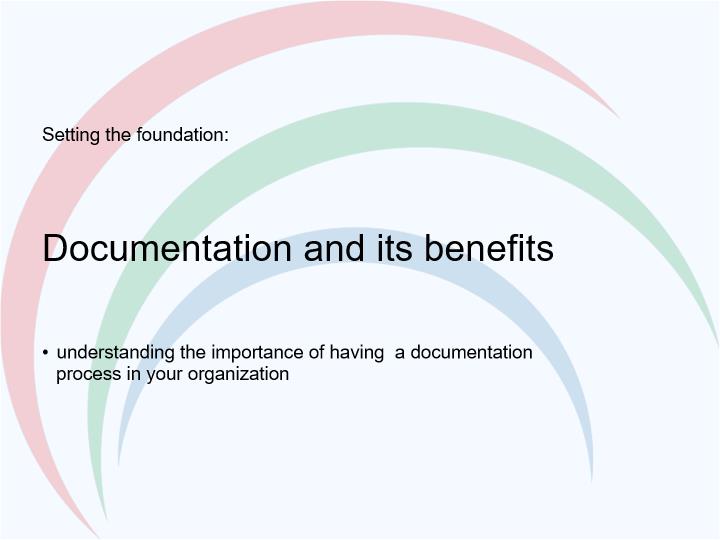 Setting the foundation:
Documentation and its benefits
• understanding the importance of having  a documentation
process in your organization